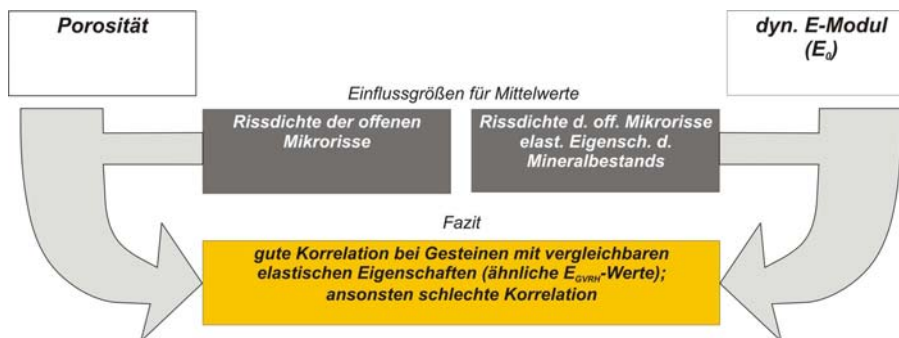 Porosität
dyn. E-Modul
(E₀)
Einflussgrößen für Mittelwerte
Rissdichte der offenen
Mikrorisse
Rissdichte d. off. Mikrorisse
elast. Eigensch. d.
Mineralbestands
Fazit
gute Korrelation bei Gesteinen mit vergleichbaren
elastischen Eigenschaften (ähnliche E_GVRH-Werte);
ansonsten schlechte Korrelation